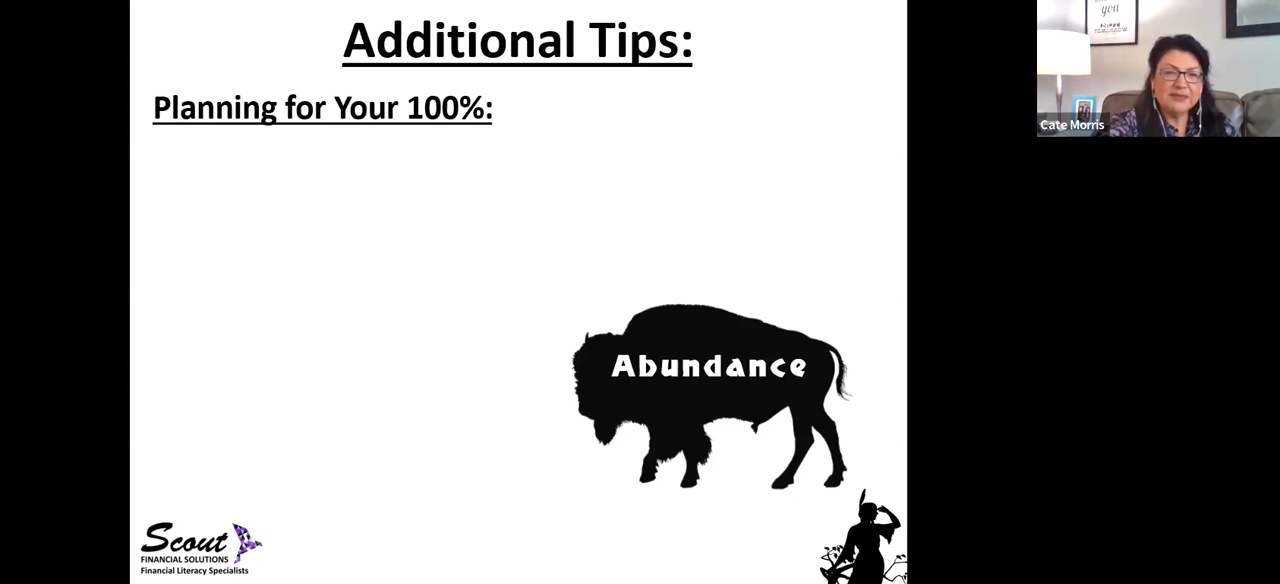 Additional Tips:
Planning for Your 100%:
Abundance
Scout
FINANCIAL SOLUTIONS
Financial Literacy Specialists
you
Cate Morris